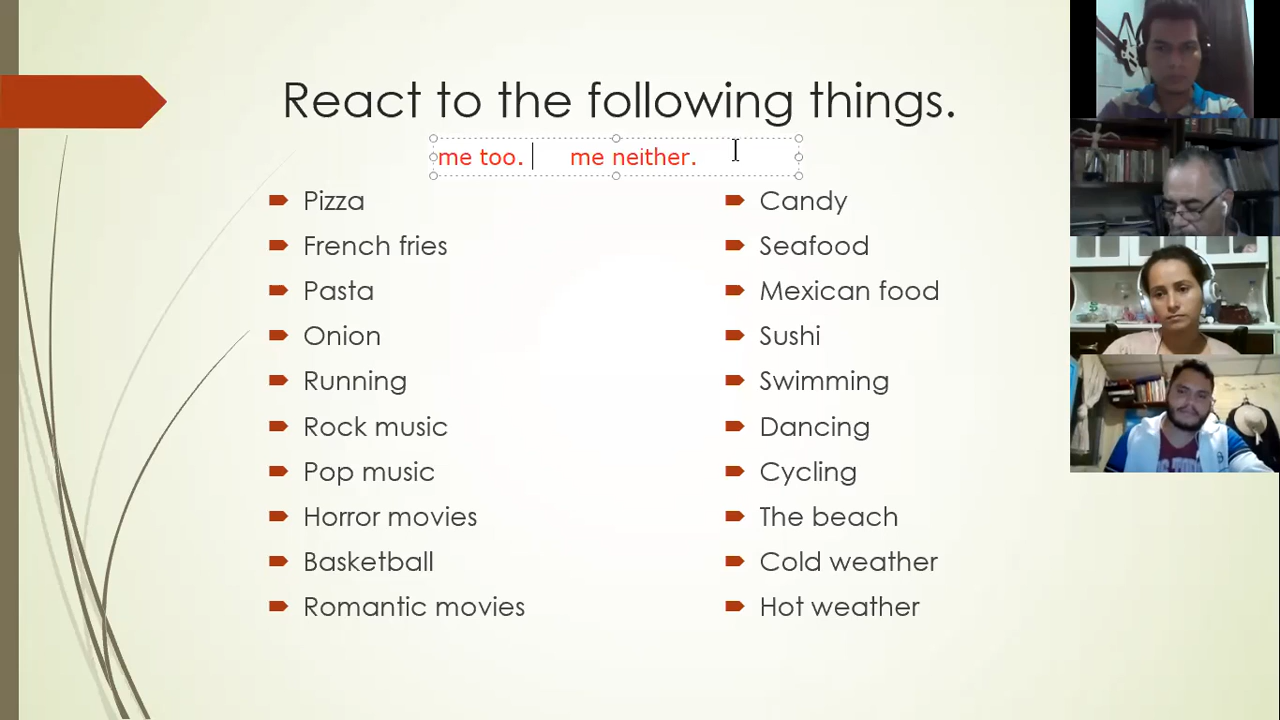 React to the following things.
me too. me neither.
Pizza
French fries
Pasta
Onion
Running
Rock music
Pop music
Horror movies
Basketball
Romantic movies
Candy
Seafood
Mexican food
Sushi
Swimming
Dancing
Cycling
The beach
Cold weather
Hot weather